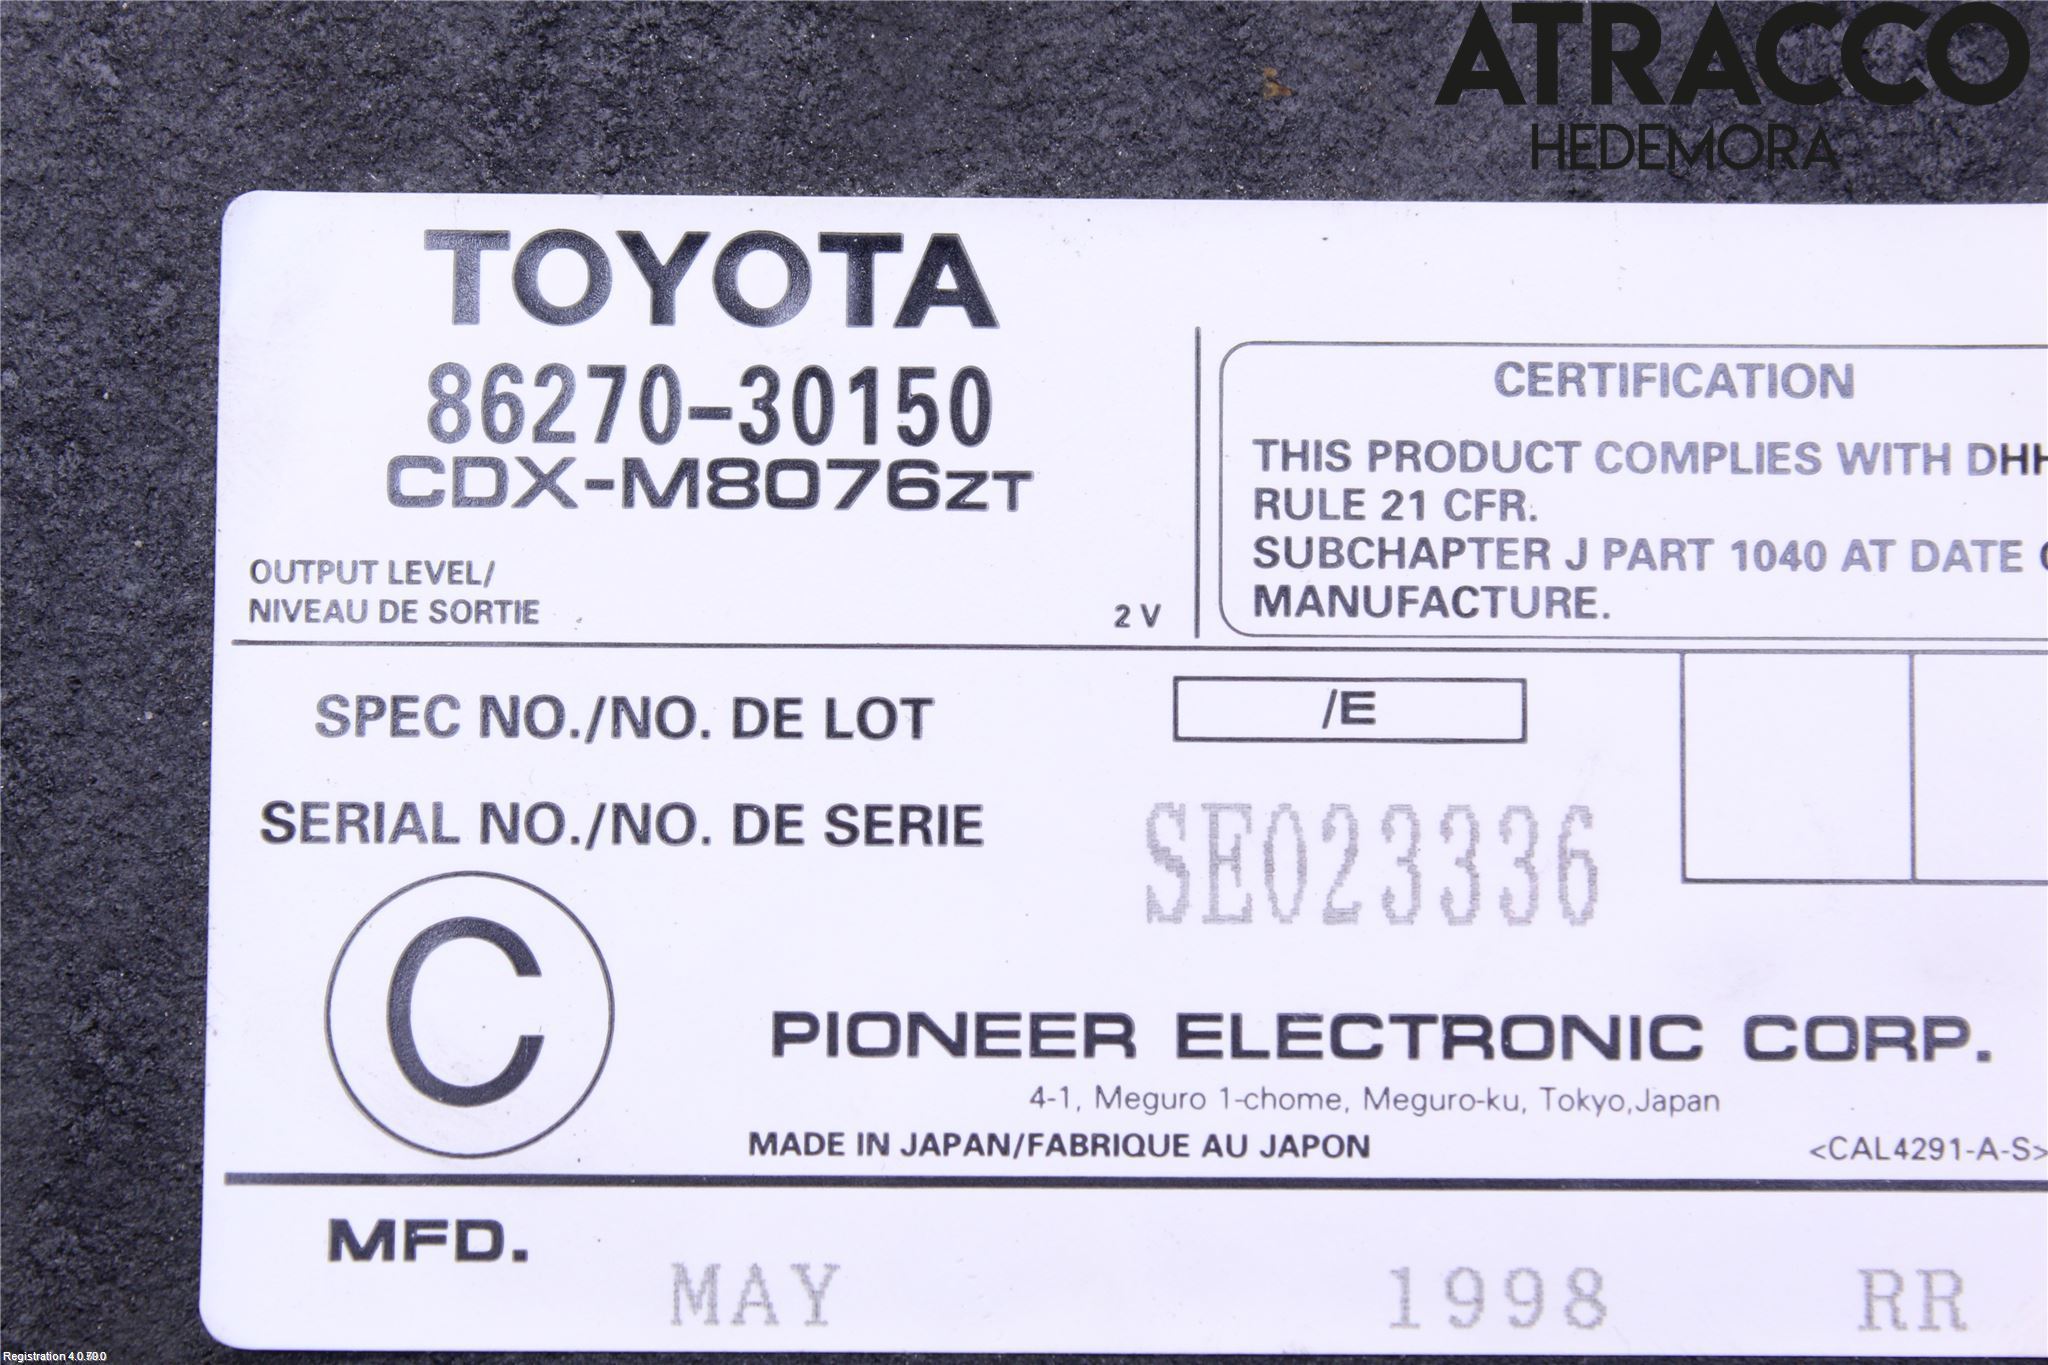 ATRACCO
HEDEMORA
TOYOTA
86270-30150
CDX-M8076ZT
OUTPUT LEVEL/
NIVEAU DE SORTIE 2 V
CERTIFICATION
THIS PRODUCT COMPLIES WITH
RULE 21 CFR.
SUBCHAPTER J PART 1040 AT DATE
MANUFACTURE.
SPEC NO./NO. DE LOT /E
SERIAL NO./NO. DE SERIE SE023336
C
PIONEER ELECTRONIC CORP.
4-1, Meguro 1-chome, Meguro-ku, Tokyo,Japan
MADE IN JAPAN/FABRIQUE AU JAPON <CAL4291-A-S>
MFD. MAY 1998 RR
Registration